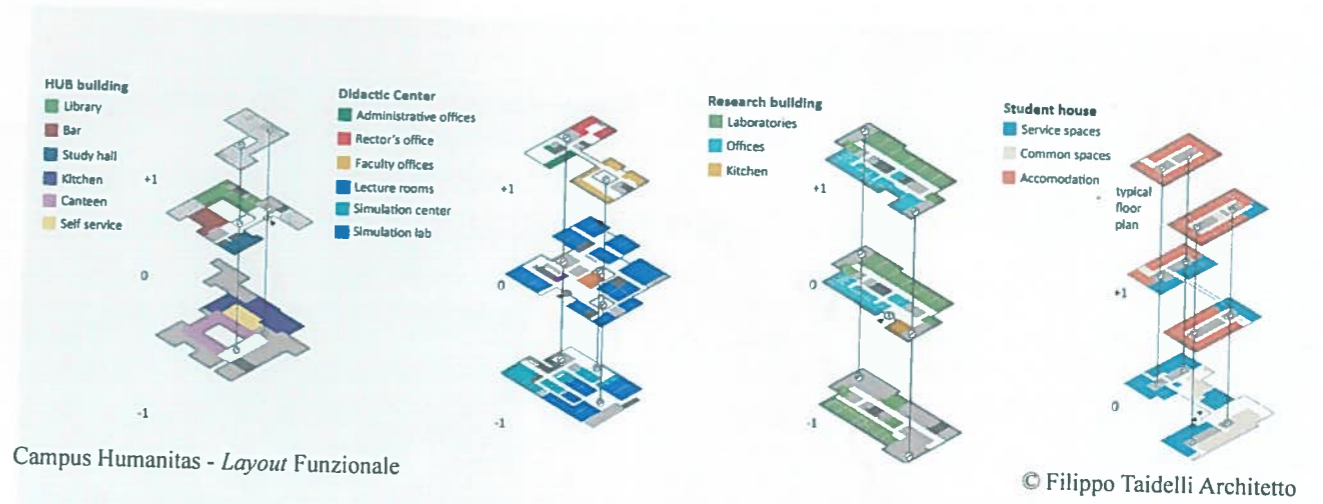 HUB building
Library
Bar
Study hall
Kitchen
Canteen
Self service
+1
0
-1
Didactic Center
Administrative offices
Rector's office
Faculty offices
Lecture rooms
Simulation center
Simulation lab
+1
0
-1
Research building
Laboratories
Offices
Kitchen
+1
0
-1
Student house
Service spaces
Common spaces
Accomodation
typical
floor
plan
+1
0
Campus Humanitas - Layout Funzionale
© Filippo Taidelli Architetto